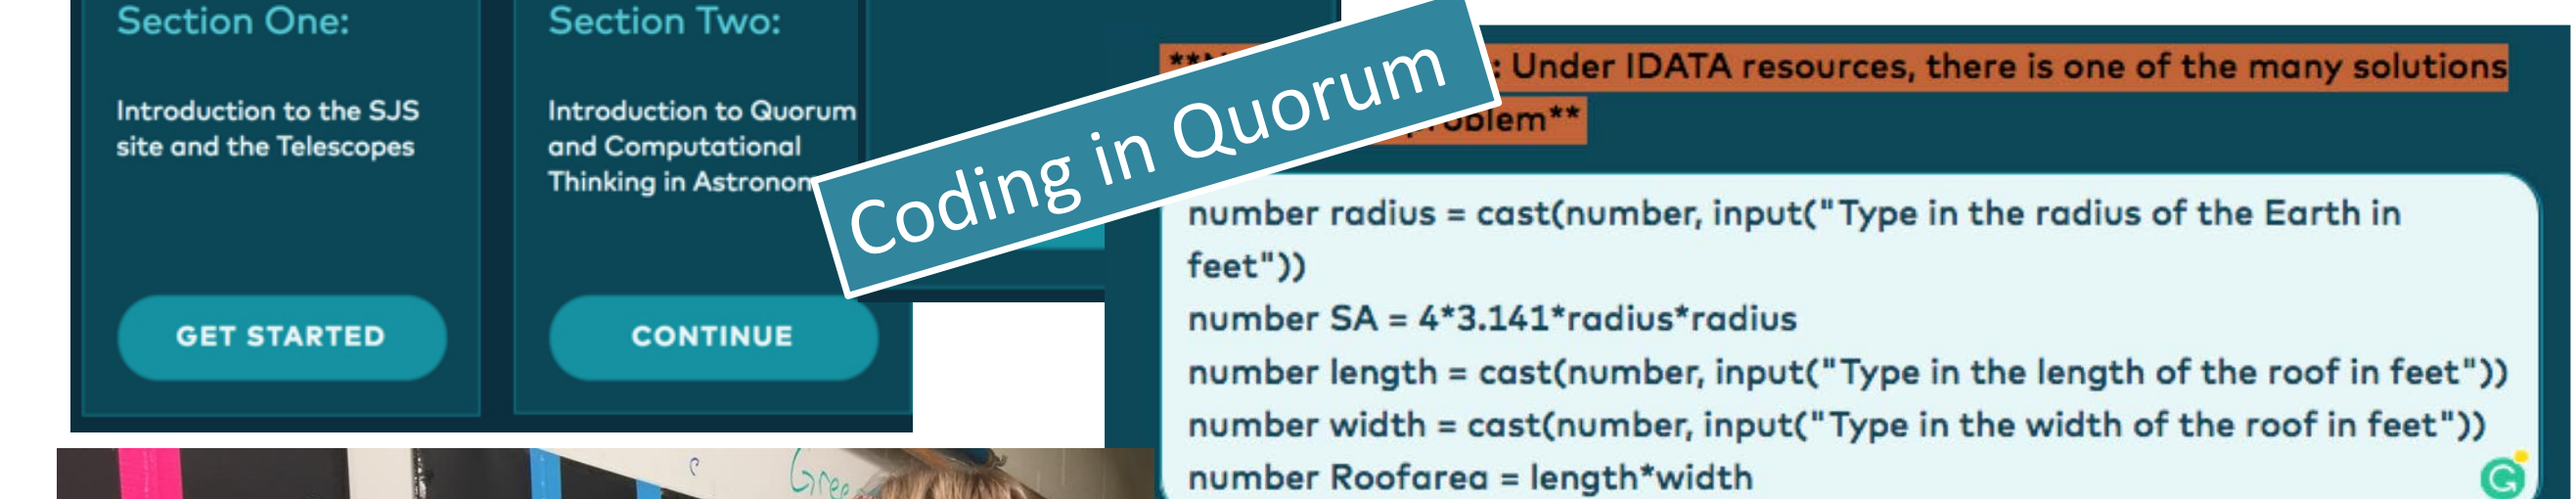 Section One:
Introduction to the SJS
site and the Telescopes
GET STARTED
Section Two:
Introduction to Quorum
and Computational
Thinking in
CONTINUE
Coding in Quorum
: Under IDATA resources, there is one of the many solutions
number radius = cast(number, input("Type in the radius of the Earth in
feet"))
number SA = 4*3.141*radius*radius
number length = cast(number, input("Type in the length of the roof in feet"))
number width = cast(number, input("Type in the width of the roof in feet"))
number Roofarea = length*width
G